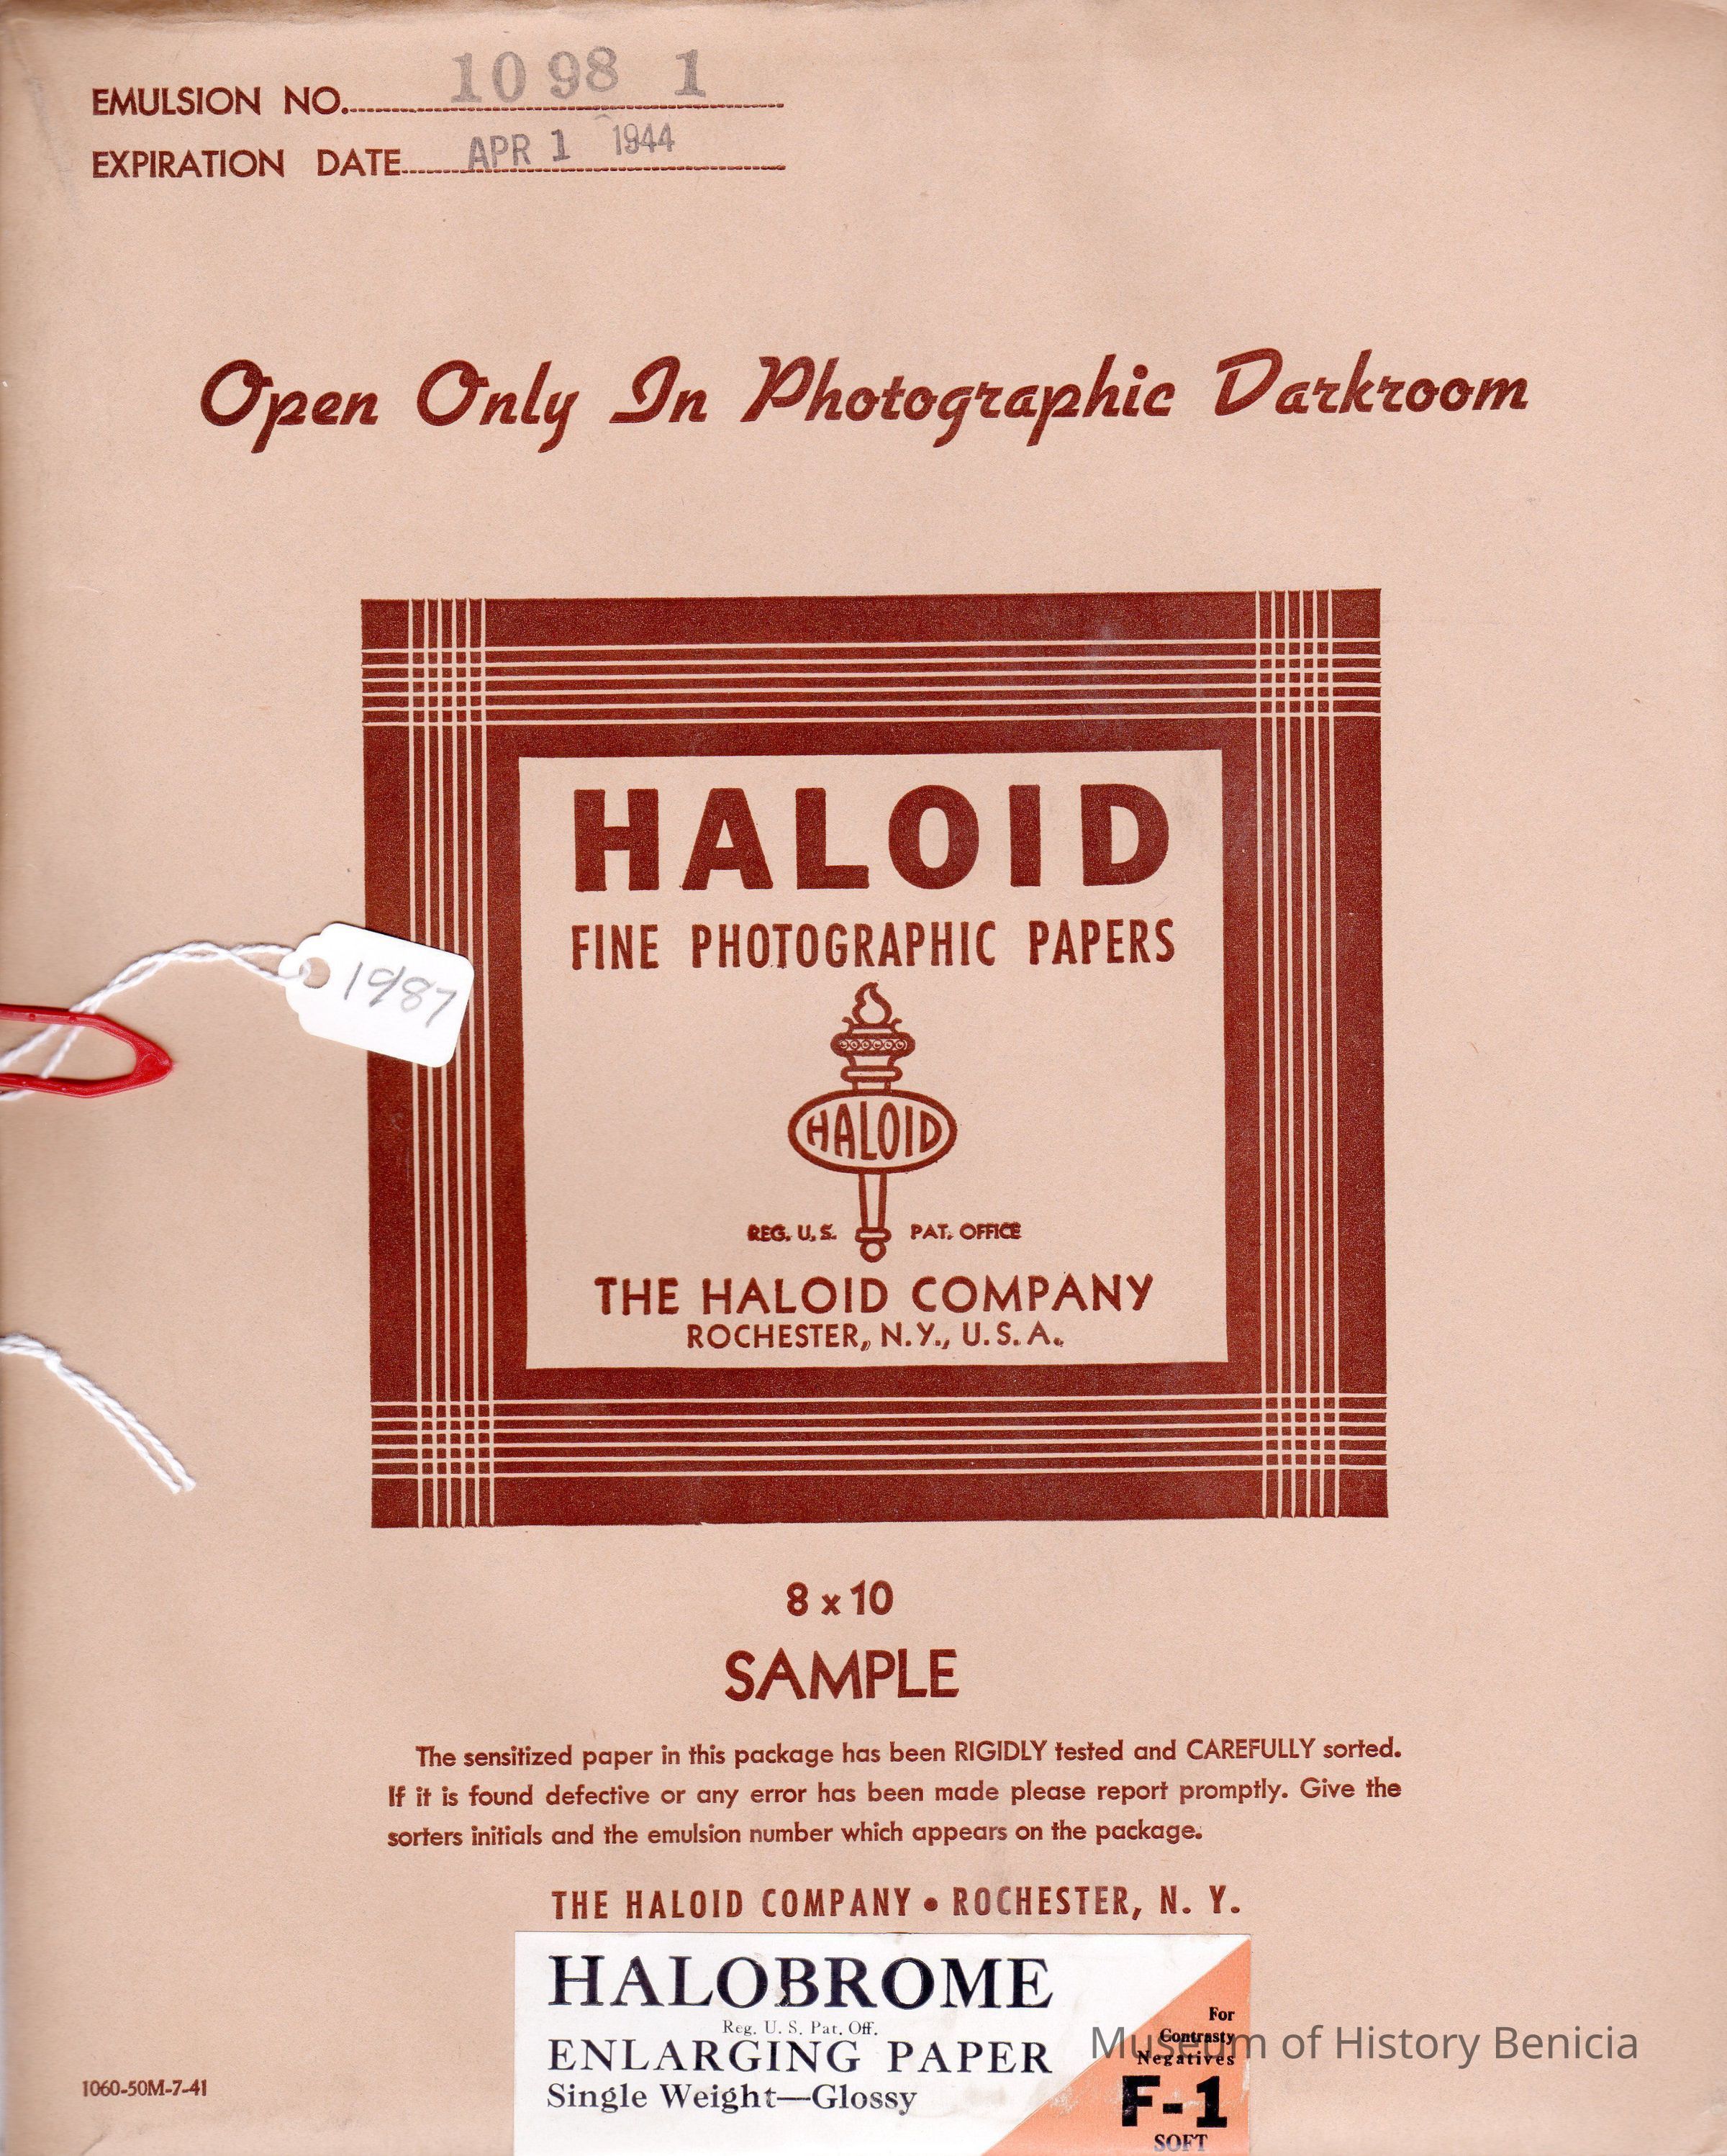 EMULSION NO. 10 98 1
EXPIRATION DATE APR 1 1944
Open Only In Photographic Darkroom
HALOID
FINE PHOTOGRAPHIC PAPERS
1987
HALOID
REG. U.S. PAT. OFFICE
THE HALOID COMPANY
ROCHESTER, N.Y., U.S.A.
8 x 10
SAMPLE
The sensitized paper in this package has been RIGIDLY tested and CAREFULLY sorted.
If it is found defective or any error has been made please report promptly. Give the
sorters initials and the emulsion number which appears on the package.
THE HALOID COMPANY • ROCHESTER, N. Y.
HALOBROME
Reg. U. S. Pat. Off.
ENLARGING PAPER
Single Weight—Glossy
For
Contrasty
Negatives
F-1
SOFT
Museum of History Benicia
1060-50M-7-41